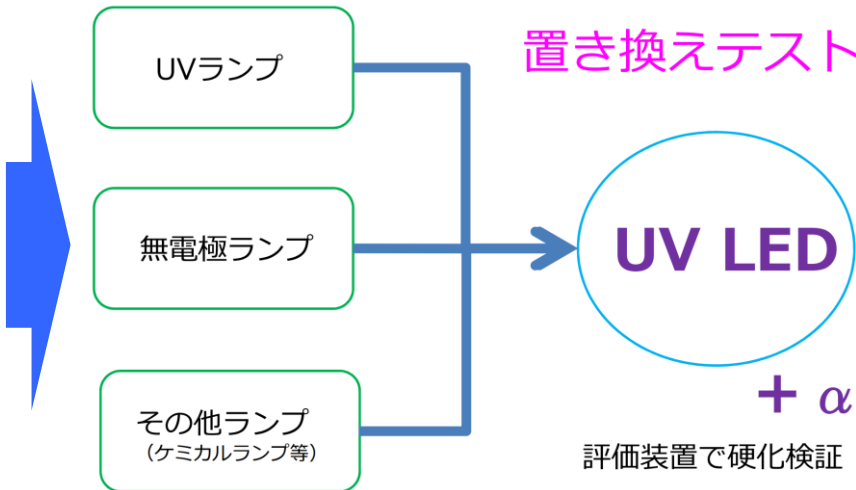 置き換えテスト
UVランプ
無電極ランプ
UV LED
その他ランプ
（ケミカルランプ等）
+ α
評価装置で硬化検証